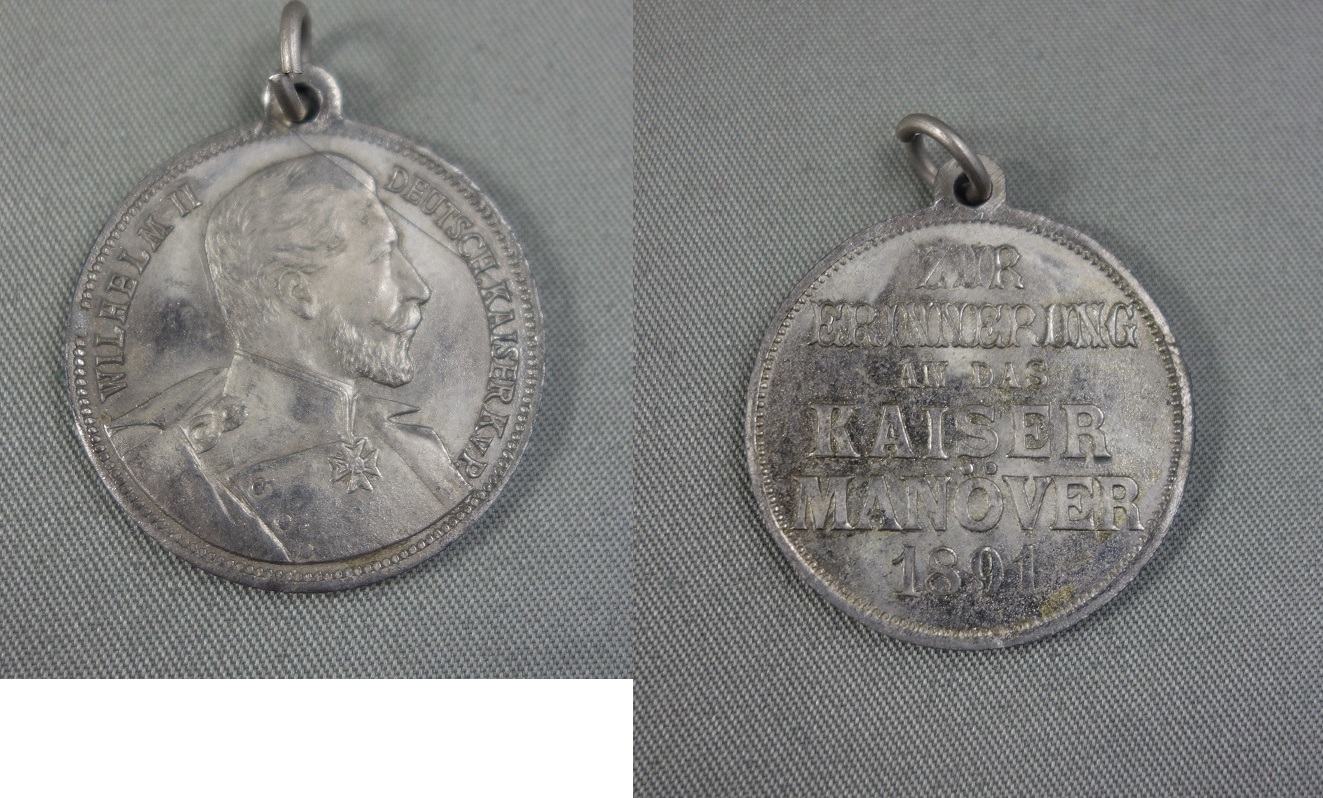 WILHELM II DEUTSCH.KAISER K.v.P.
ZUR
ERINNERUNG
AN DAS
KAISER
MANÖVER
1891